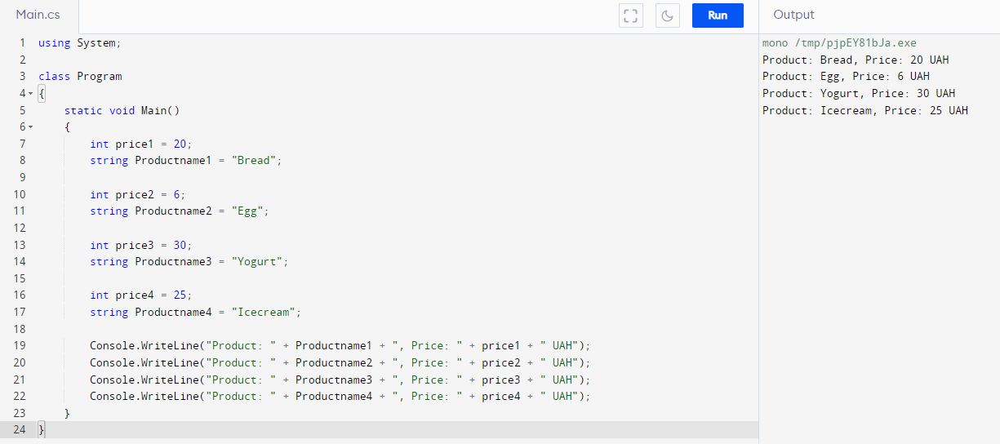 Main.cs
Run
Output
1 using System;
2
3 class Program
4 {
5     static void Main()
6     {
7         int price1 = 20;
8         string Productname1 = "Bread";
9
10         int price2 = 6;
11         string Productname2 = "Egg";
12
13         int price3 = 30;
14         string Productname3 = "Yogurt";
15
16         int price4 = 25;
17         string Productname4 = "Icecream";
18
19         Console.WriteLine("Product: " + Productname1 + ", Price: " + price1 + " UAH");
20         Console.WriteLine("Product: " + Productname2 + ", Price: " + price2 + " UAH");
21         Console.WriteLine("Product: " + Productname3 + ", Price: " + price3 + " UAH");
22         Console.WriteLine("Product: " + Productname4 + ", Price: " + price4 + " UAH");
23     }
24 }
mono /tmp/pjpEY81bJa.exe
Product: Bread, Price: 20 UAH
Product: Egg, Price: 6 UAH
Product: Yogurt, Price: 30 UAH
Product: Icecream, Price: 25 UAH